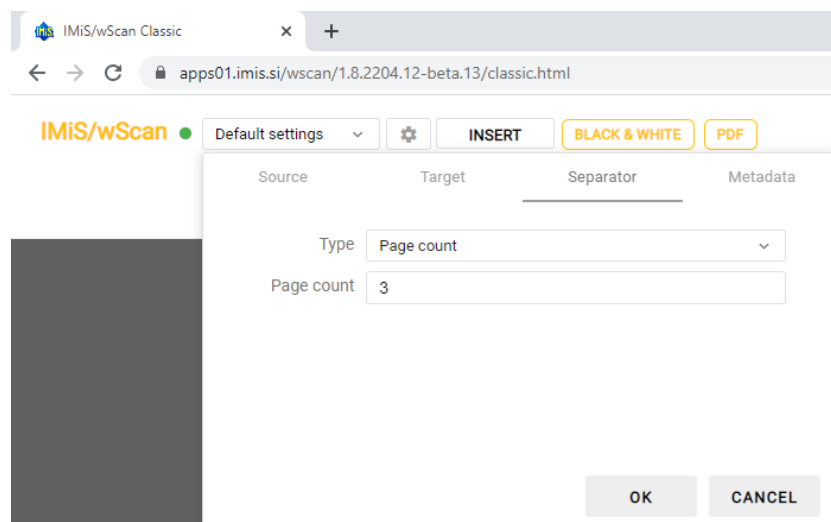 IMiS/wScan Classic
apps01.imis.si/wscan/1.8.2204.12-beta.13/classic.html
IMiS/wScan Default settings INSERT BLACK & WHITE PDF
Source Target Separator Metadata
Type Page count
Page count 3
OK CANCEL